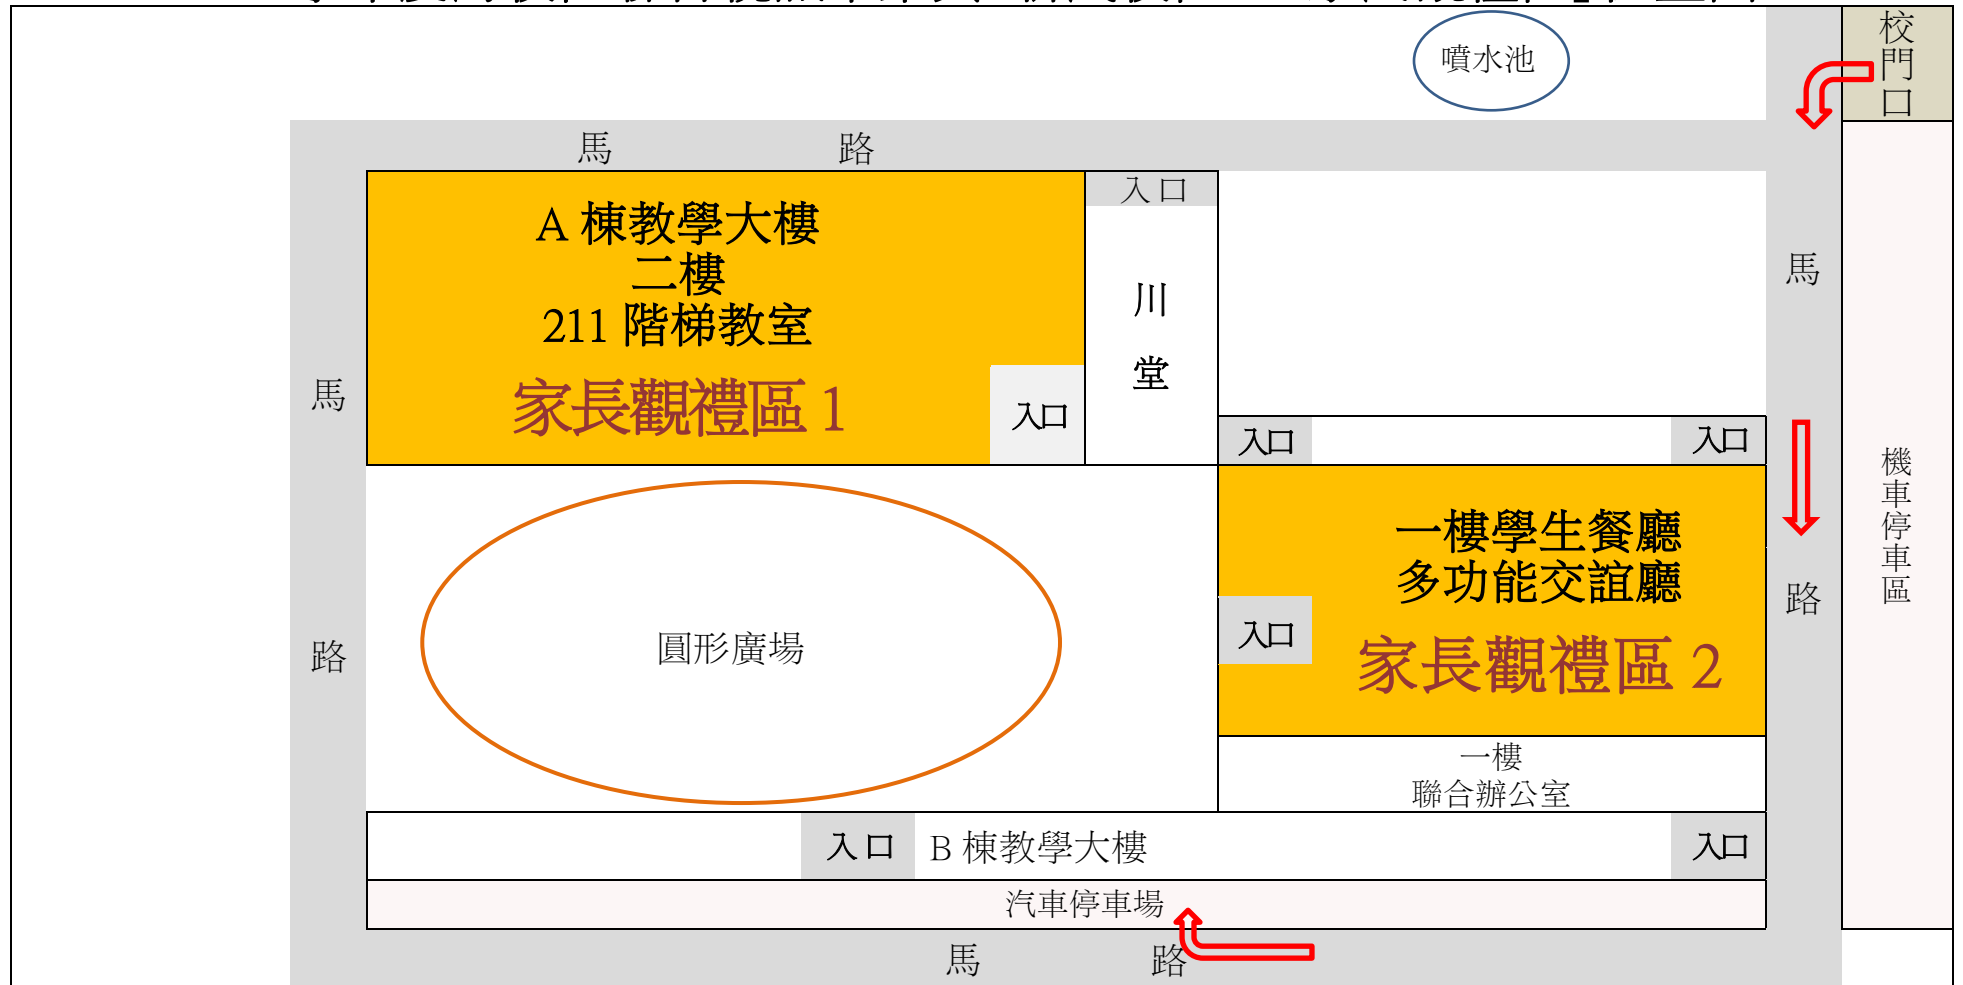 噴水池
校門口
馬 路
入口
A 棟教學大樓
二樓
211 階梯教室
家長觀禮區 1
入口
川堂
馬路
馬路
入口
入口
機車停車區
一樓學生餐廳
多功能交誼廳
入口
家長觀禮區 2
圓形廣場
一樓
聯合辦公室
入口
B 棟教學大樓
入口
汽車停車場
馬 路